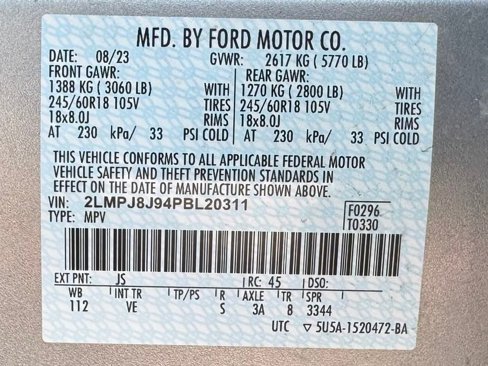 MFD. BY FORD MOTOR CO.
DATE: 08/23 GVWR: 2617 KG ( 5770 LB)
FRONT GAWR: REAR GAWR:
1388 KG ( 3060 LB) WITH 1270 KG ( 2800 LB) WITH
245/60R18 105V TIRES 245/60R18 105V TIRES
18x8.0J RIMS 18x8.0J RIMS
AT 230 kPa/ 33 PSI COLD AT 230 kPa/ 33 PSI COLD
THIS VEHICLE CONFORMS TO ALL APPLICABLE FEDERAL MOTOR
VEHICLE SAFETY AND THEFT PREVENTION STANDARDS IN
EFFECT ON THE DATE OF MANUFACTURE SHOWN ABOVE.
VIN: 2LMPJ8J94PBL20311 F0296
TYPE: MPV T0330
EXT PNT: JS RC: 45 DSO:
WB INT TR TP/PS R AXLE TR SPR
112 VE S 3A 8 3344
UTC ▽ 5U5A-1520472-BA